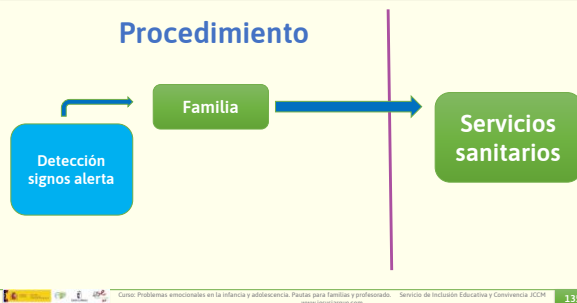 Procedimiento
Familia
Servicios
sanitarios
Detección
signos alerta
Curso: Problemas emocionales en la infancia y adolescencia. Pautas para familias y profesorado. Servicio de Inclusión Educativa y Convivencia JCCM